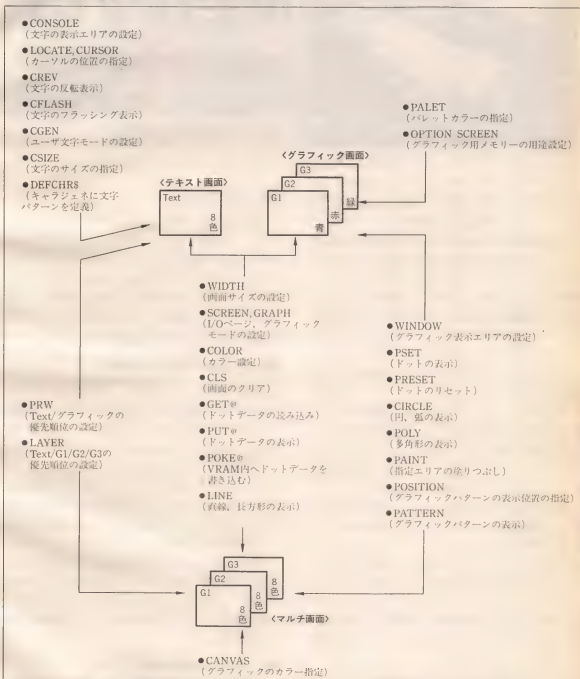 ●CONSOLE
(文字の表示エリアの設定)
●LOCATE,CURSOR
(カーソルの位置の指定)
●CREV
(文字の反転表示)
●CFLASH
(文字のフラッシング表示)
●CGEN
(ユーザ文字モードの設定)
●CSIZE
(文字のサイズの指定)
●DEFCHR$
(キャラジェネに文字
パターンを定義)
●PALET
(パレットカラーの指定)
●OPTION SCREEN
(グラフィック用メモリーの用途設定)
〈テキスト画面〉
Text
8
色
〈グラフィック画面〉
G3
緑
G2
赤
G1
青
●WIDTH
(画面サイズの設定)
●SCREEN,GRAPH
(I/Oページ, グラフィック
モードの設定)
●COLOR
(カラー設定)
●CLS
(画面のクリア)
●GET@
(ドットデータの読み込み)
●PUT@
(ドットデータの表示)
●POKE@
(VRAM内へドットデータを
書き込む)
●LINE
(直線, 長方形の表示)
●WINDOW
(グラフィック表示エリアの設定)
●PSET
(ドットの表示)
●PRESET
(ドットのリセット)
●CIRCLE
(円, 弧の表示)
●POLY
(多角形の表示)
●PAINT
(指定エリアの塗りつぶし)
●POSITION
(グラフィックパターンの表示位置の指定)
●PATTERN
(グラフィックパターンの表示)
●PRW
(Text/グラフィックの
優先順位の設定)
●LAYER
(Text/G1/G2/G3の
優先順位の設定)
G3
8
色
G2
8
色
G1
8
色
〈マルチ画面〉
●CANVAS
(グラフィックのカラー指定)